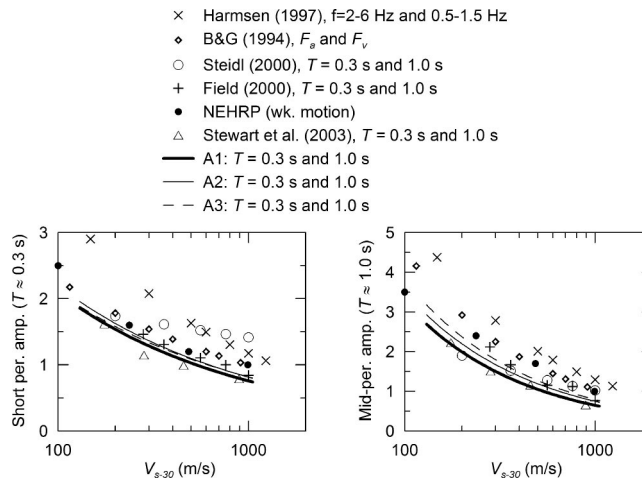 Harmsen (1997), f=2-6 Hz and 0.5-1.5 Hz
B&G (1994), Fa and Fv
Steidl (2000), T = 0.3 s and 1.0 s
Field (2000), T = 0.3 s and 1.0 s
NEHRP (wk. motion)
Stewart et al. (2003), T = 0.3 s and 1.0 s
A1: T = 0.3 s and 1.0 s
A2: T = 0.3 s and 1.0 s
A3: T = 0.3 s and 1.0 s
Short per. amp. (T ≈ 0.3 s)
3
2
1
0
100
1000
Vs-30 (m/s)
Mid-per. amp. (T ≈ 1.0 s)
5
4
3
2
1
0
100
1000
Vs-30 (m/s)